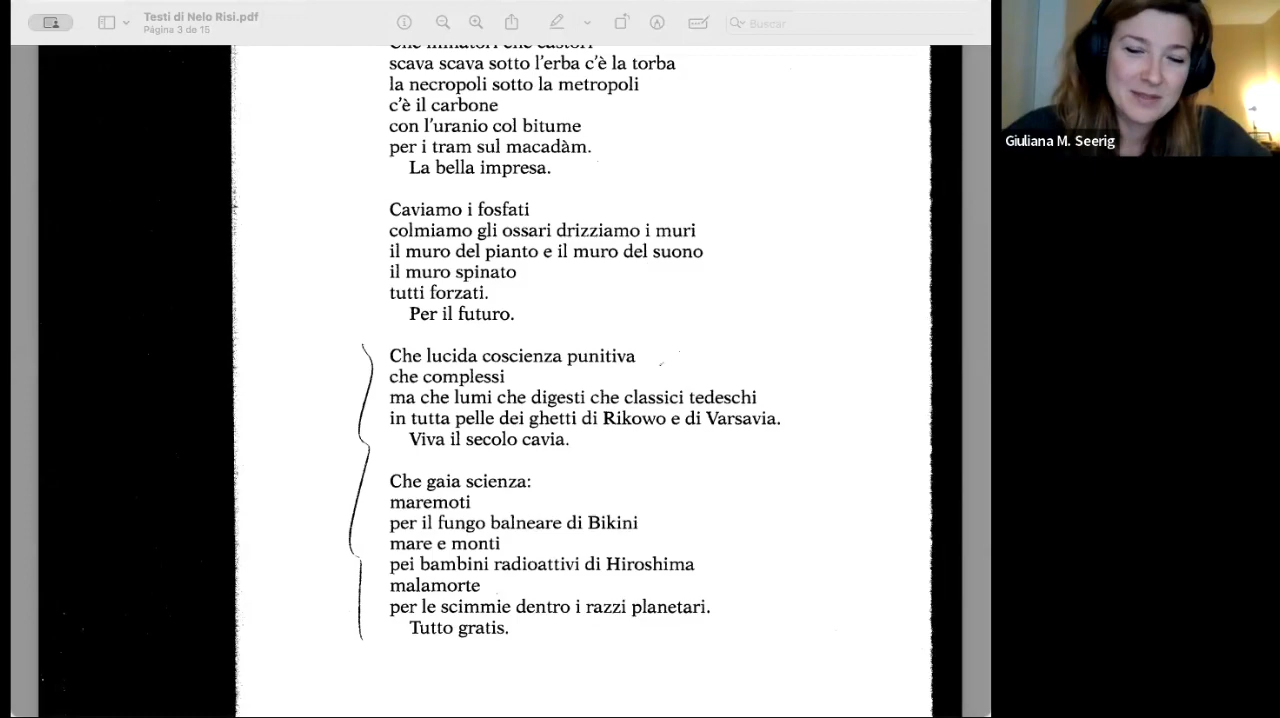 Testi di Nelo Risi.pdf
Página 3 de 15
Buscar
Che minatori che castori
scava scava sotto l'erba c'è la torba
la necropoli sotto la metropoli
c'è il carbone
con l'uranio col bitume
per i tram sul macadàm.
La bella impresa.
Caviamo i fosfati
colmiamo gli ossari drizziamo i muri
il muro del pianto e il muro del suono
il muro spinato
tutti forzati.
Per il futuro.
Che lucida coscienza punitiva
che complessi
ma che lumi che digesti che classici tedeschi
in tutta pelle dei ghetti di Rikowo e di Varsavia.
Viva il secolo cavia.
Che gaia scienza:
maremoti
per il fungo balneare di Bikini
mare e monti
pei bambini radioattivi di Hiroshima
malamorte
per le scimmie dentro i razzi planetari.
Tutto gratis.
Giuliana M. Seerig